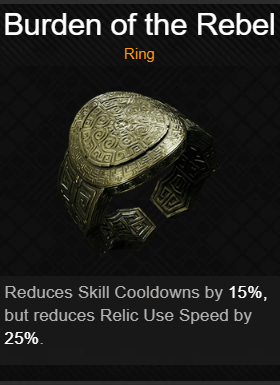 Burden of the Rebel
Ring
Reduces Skill Cooldowns by 15%,
but reduces Relic Use Speed by
25%.